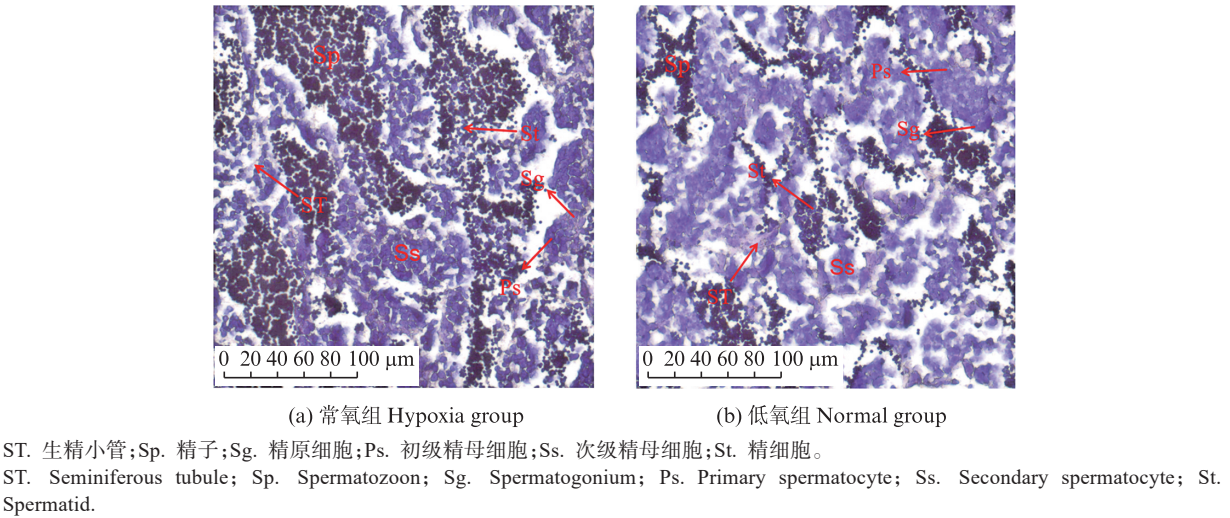 Sp
St
Sg
ST
Ss
Ps
0 20 40 60 100 μm
Sp
Ps
Sg
St
Ss
ST
0 20 40 60 100 μm
(a) 常氧组 Hypoxia group
(b) 低氧组 Normal group
ST. 生精小管;Sp. 精子;Sg. 精原细胞;Ps. 初级精母细胞;Ss. 次级精母细胞;St. 精细胞。
ST. Seminiferous tubule; Sp. Spermatozoon; Sg. Spermatogonium; Ps. Primary spermatocyte; Ss. Secondary spermatocyte; St.
Spermatid.